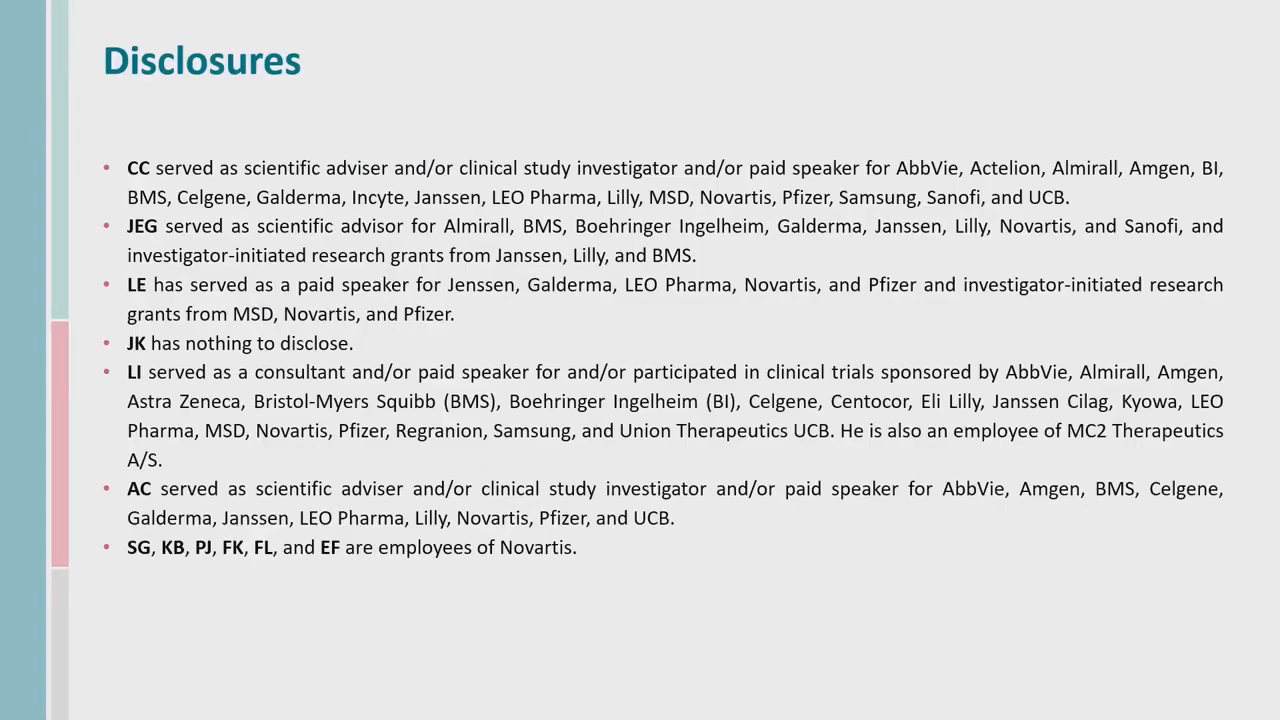 Disclosures
• CC served as scientific adviser and/or clinical study investigator and/or paid speaker for AbbVie, Actelion, Almirall, Amgen, BI,
BMS, Celgene, Galderma, Incyte, Janssen, LEO Pharma, Lilly, MSD, Novartis, Pfizer, Samsung, Sanofi, and UCB.
• JEG served as scientific advisor for Almirall, BMS, Boehringer Ingelheim, Galderma, Janssen, Lilly, Novartis, and Sanofi, and
investigator-initiated research grants from Janssen, Lilly, and BMS.
• LE has served as a paid speaker for Jenssen, Galderma, LEO Pharma, Novartis, and Pfizer and investigator-initiated research
grants from MSD, Novartis, and Pfizer.
• JK has nothing to disclose.
• LI served as a consultant and/or paid speaker for and/or participated in clinical trials sponsored by AbbVie, Almirall, Amgen,
Astra Zeneca, Bristol-Myers Squibb (BMS), Boehringer Ingelheim (BI), Celgene, Centocor, Eli Lilly, Janssen Cilag, Kyowa, LEO
Pharma, MSD, Novartis, Pfizer, Regranion, Samsung, and Union Therapeutics UCB. He is also an employee of MC2 Therapeutics
A/S.
• AC served as scientific adviser and/or clinical study investigator and/or paid speaker for AbbVie, Amgen, BMS, Celgene,
Galderma, Janssen, LEO Pharma, Lilly, Novartis, Pfizer, and UCB.
• SG, KB, PJ, FK, FL, and EF are employees of Novartis.